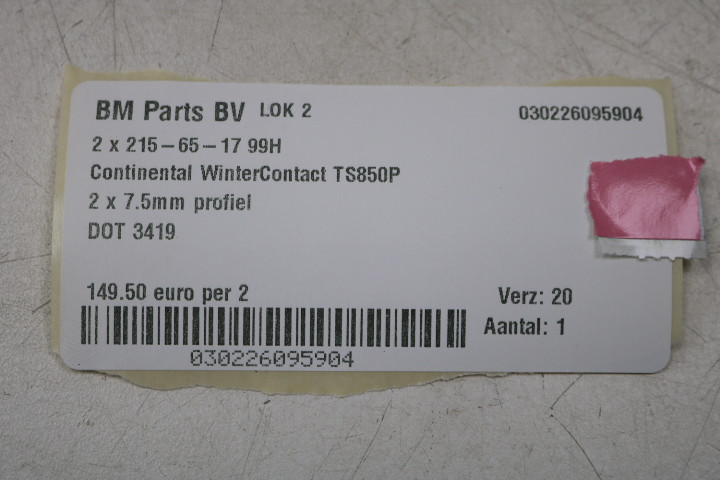 BM Parts BV LOK 2 030226095904
2 x 215-65-17 99H
Continental WinterContact TS850P
2 x 7.5mm profiel
DOT 3419
149.50 euro per 2 Verz: 20
Aantal: 1
030226095904